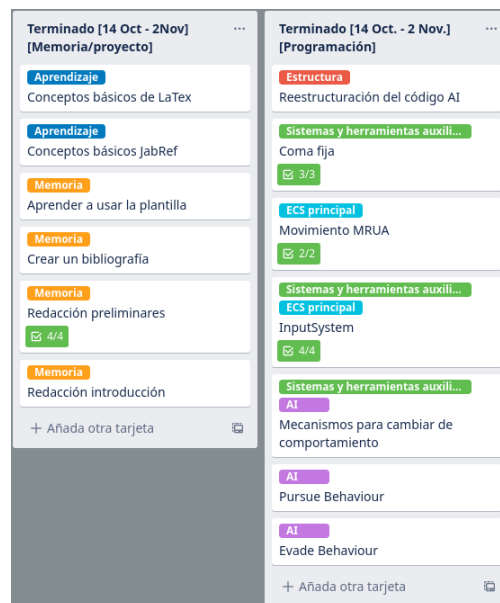 Terminado [14 Oct - 2Nov]
[Memoria/proyecto]
Aprendizaje
Conceptos básicos de LaTex
Aprendizaje
Conceptos básicos JabRef
Memoria
Aprender a usar la plantilla
Memoria
Crear un bibliografía
Memoria
Redacción preliminares
4/4
Memoria
Redacción introducción
+ Añada otra tarjeta
Terminado [14 Oct. - 2 Nov.]
[Programación]
Estructura
Reestructuración del código AI
Sistemas y herramientas auxili...
Coma fija
3/3
ECS principal
Movimiento MRUA
2/2
Sistemas y herramientas auxili...
ECS principal
InputSystem
4/4
Sistemas y herramientas auxili...
AI
Mecanismos para cambiar de
comportamiento
AI
Pursue Behaviour
AI
Evade Behaviour
+ Añada otra tarjeta